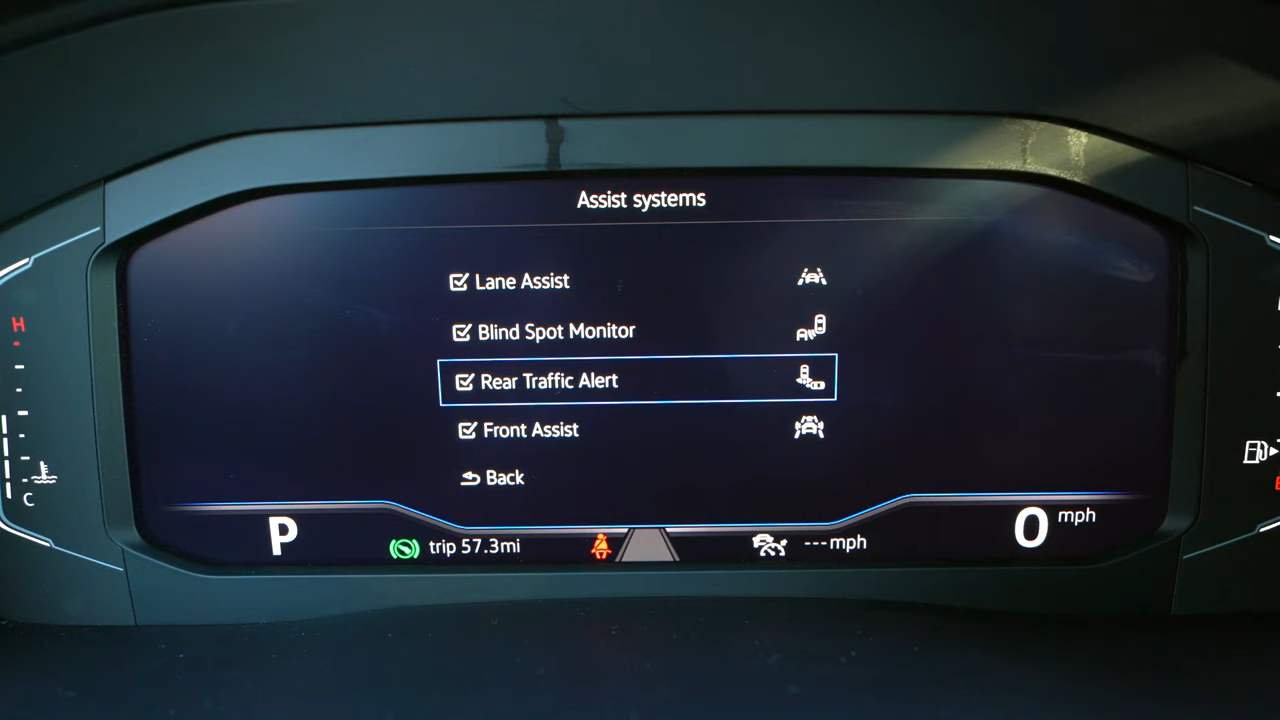 Assist systems
Lane Assist
Blind Spot Monitor
Rear Traffic Alert
Front Assist
Back
H
C
P
trip 57.3mi
---mph
0 mph